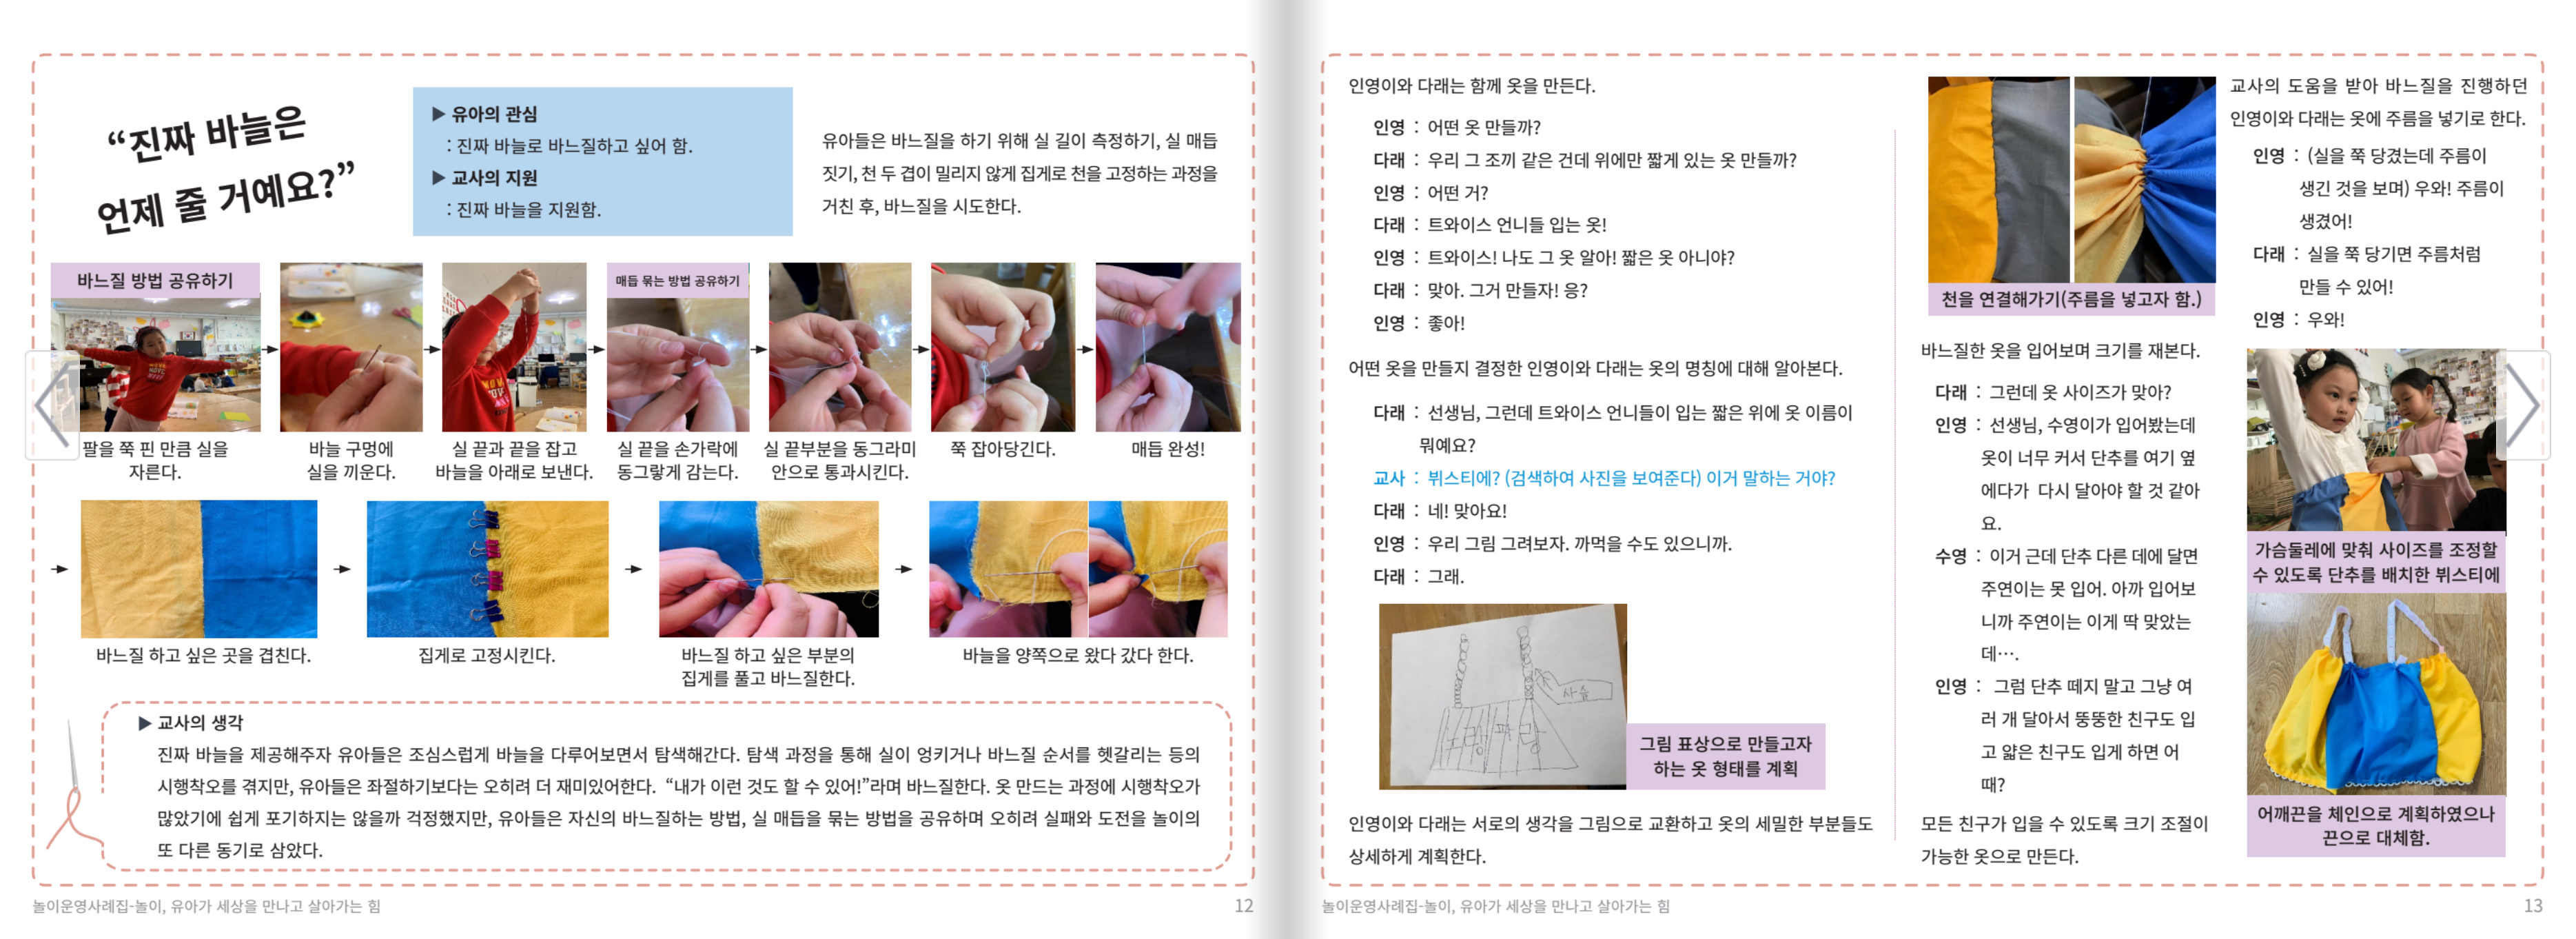 “진짜 바늘은
언제 줄 거예요?”
▶ 유아의 관심
: 진짜 바늘로 바느질하고 싶어 함.
▶ 교사의 지원
: 진짜 바늘을 지원함.
유아들은 바느질을 하기 위해 실 길이 측정하기, 실 매듭
짓기, 천 두 겹이 밀리지 않게 집게로 천을 고정하는 과정을
거친 후, 바느질을 시도한다.
바느질 방법 공유하기
팔을 쭉 핀 만큼 실을
자른다.
바늘 구멍에
실을 끼운다.
실 끝과 끝을 잡고
바늘을 아래로 보낸다.
매듭 묶는 방법 공유하기
실 끝을 손가락에
동그랗게 감는다.
실 끝부분을 동그라미
안으로 통과시킨다.
쭉 잡아당긴다.
매듭 완성!
바느질 하고 싶은 곳을 겹친다.
집게로 고정시킨다.
바느질 하고 싶은 부분의
집게를 풀고 바느질한다.
바늘을 양쪽으로 왔다 갔다 한다.
▶ 교사의 생각
진짜 바늘을 제공해주자 유아들은 조심스럽게 바늘을 다루어보면서 탐색해간다. 탐색 과정을 통해 실이 엉키거나 바느질 순서를 헷갈리는 등의
시행착오를 겪지만, 유아들은 좌절하기보다는 오히려 더 재미있어한다. “내가 이런 것도 할 수 있어!”라며 바느질한다. 옷 만드는 과정에 시행착오가
많았기에 쉽게 포기하지는 않을까 걱정했지만, 유아들은 자신의 바느질하는 방법, 실 매듭을 묶는 방법을 공유하며 오히려 실패와 도전을 놀이의
또 다른 동기로 삼았다.
놀이운영사례집-놀이, 유아가 세상을 만나고 살아가는 힘
12
인영이와 다래는 함께 옷을 만든다.
인영 : 어떤 옷 만들까?
다래 : 우리 그 조끼 같은 건데 위에만 짧게 있는 옷 만들까?
인영 : 어떤 거?
다래 : 트와이스 언니들 입는 옷!
인영 : 트와이스! 나도 그 옷 알아! 짧은 옷 아니야?
다래 : 맞아. 그거 만들자! 응?
인영 : 좋아!
어떤 옷을 만들지 결정한 인영이와 다래는 옷의 명칭에 대해 알아본다.
다래 : 선생님, 그런데 트와이스 언니들이 입는 짧은 위에 옷 이름이
뭐예요?
교사 : 뷔스티에? (검색하여 사진을 보여준다) 이거 말하는 거야?
다래 : 네! 맞아요!
인영 : 우리 그림 그려보자. 까먹을 수도 있으니까.
다래 : 그래.
사슬
노랑 파랑
그림 표상으로 만들고자
하는 옷 형태를 계획
인영이와 다래는 서로의 생각을 그림으로 교환하고 옷의 세밀한 부분들도
상세하게 계획한다.
천을 연결해가기(주름을 넣고자 함.)
바느질한 옷을 입어보며 크기를 재본다.
다래 : 그런데 옷 사이즈가 맞아?
인영 : 선생님, 수영이가 입어봤는데
옷이 너무 커서 단추를 여기 옆
에다가 다시 달아야 할 것 같아
요.
수영 : 이거 근데 단추 다른 데에 달면
주연이는 못 입어. 아까 입어보
니까 주연이는 이게 딱 맞았는
데….
인영 : 그럼 단추 떼지 말고 그냥 여
러 개 달아서 뚱뚱한 친구도 입
고 얇은 친구도 입게 하면 어
때?
모든 친구가 입을 수 있도록 크기 조절이
가능한 옷으로 만든다.
교사의 도움을 받아 바느질을 진행하던
인영이와 다래는 옷에 주름을 넣기로 한다.
인영 : (실을 쭉 당겼는데 주름이
생긴 것을 보며) 우와! 주름이
생겼어!
다래 : 실을 쭉 당기면 주름처럼
만들 수 있어!
인영 : 우와!
가슴둘레에 맞춰 사이즈를 조정할
수 있도록 단추를 배치한 뷔스티에
어깨끈을 체인으로 계획하였으나
끈으로 대체함.
놀이운영사례집-놀이, 유아가 세상을 만나고 살아가는 힘
13